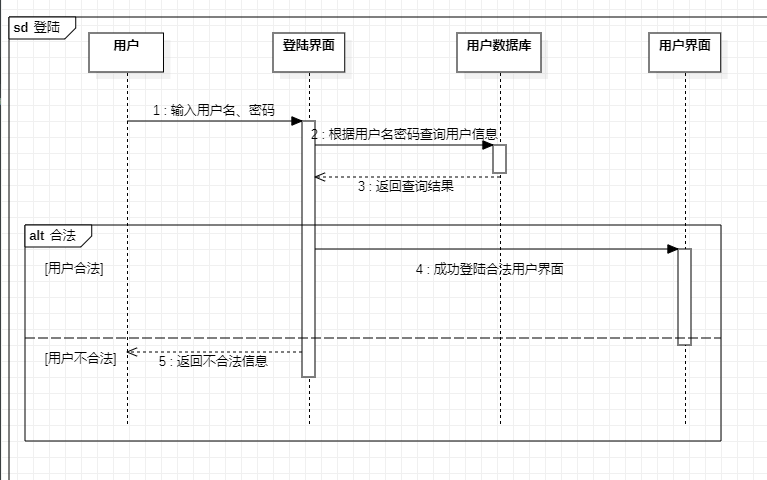 sd 登陆
用户
登陆界面
用户数据库
用户界面
1 : 输入用户名、密码
2 : 根据用户名密码查询用户信息
3 : 返回查询结果
alt 合法
[用户合法]
4 : 成功登陆合法用户界面
[用户不合法]
5 : 返回不合法信息